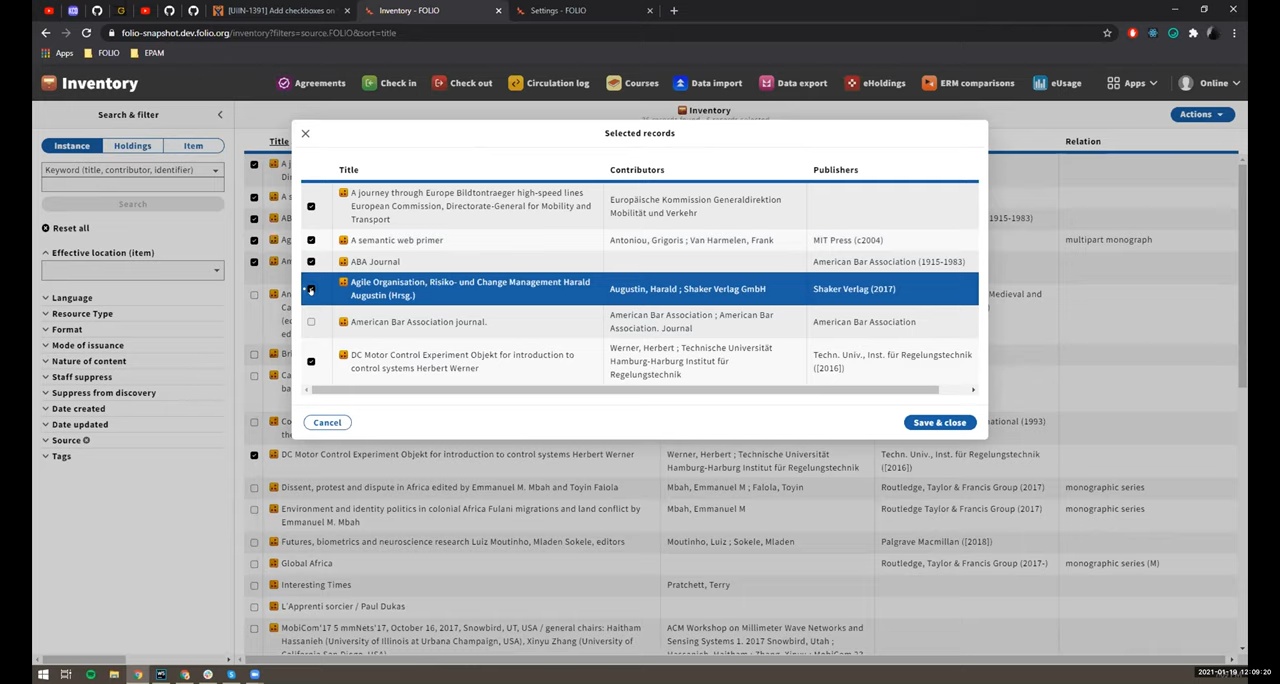 [UIIN-1391] Add checkboxes on
Inventory - FOLIO
Settings - FOLIO
folio-snapshot.dev.folio.org/inventory?filters=source.FOLIO&sort=title
Apps
FOLIO
EPAM
Inventory
Agreements
Check in
Check out
Circulation log
Courses
Data import
Data export
eHoldings
ERM comparisons
eUsage
Apps
Online
Search & filter
Inventory
Actions
Instance
Holdings
Item
Keyword (title, contributor, identifier)
Search
Reset all
Effective location (item)
Language
Resource Type
Format
Mode of issuance
Nature of content
Staff suppress
Suppress from discovery
Date created
Date updated
Source
Tags
Title
Relation
1915-1983)
multipart monograph
Medieval and
Selected records
Title
Contributors
Publishers
A journey through Europe Bildtontraeger high-speed lines
European Commission, Directorate-General for Mobility and
Transport
Europäische Kommission Generaldirektion
Mobilität und Verkehr
A semantic web primer
Antoniou, Grigoris ; Van Harmelen, Frank
MIT Press (c2004)
ABA Journal
American Bar Association (1915-1983)
Agile Organisation, Risiko- und Change Management Harald
Augustin (Hrsg.)
Augustin, Harald ; Shaker Verlag GmbH
Shaker Verlag (2017)
American Bar Association journal.
American Bar Association ; American Bar
Association. Journal
American Bar Association
DC Motor Control Experiment Objekt for introduction to
control systems Herbert Werner
Werner, Herbert ; Technische Universität
Hamburg-Harburg Institut für
Regelungstechnik
Techn. Univ., Inst. für Regelungstechnik
([2016])
Cancel
Save & close
national (1993)
DC Motor Control Experiment Objekt for introduction to control systems Herbert Werner
Werner, Herbert ; Technische Universität
Hamburg-Harburg Institut für Regelungstechnik
Techn. Univ., Inst. für Regelungstechnik
([2016])
Dissent, protest and dispute in Africa edited by Emmanuel M. Mbah and Toyin Falola
Mbah, Emmanuel M ; Falola, Toyin
Routledge, Taylor & Francis Group (2017)
monographic series
Environment and identity politics in colonial Africa Fulani migrations and land conflict by
Emmanuel M. Mbah
Mbah, Emmanuel M
Routledge Taylor & Francis Group (2017)
monographic series
Futures, biometrics and neuroscience research Luiz Moutinho, Mladen Sokele, editors
Moutinho, Luiz ; Sokele, Mladen
Palgrave Macmillan ([2018])
Global Africa
Routledge, Taylor & Francis Group (2017-)
monographic series (M)
Interesting Times
Pratchett, Terry
L'Apprenti sorcier / Paul Dukas
MobiCom'17 5 mmNets'17, October 16, 2017, Snowbird, UT, USA / general chairs: Haitham
Hassanieh (University of Illinois at Urbana Champaign, USA), Xinyu Zhang (University of
ACM Workshop on Millimeter Wave Networks and
Sensing Systems 1. 2017 Snowbird, Utah ;
2021-01-19 12:09:20